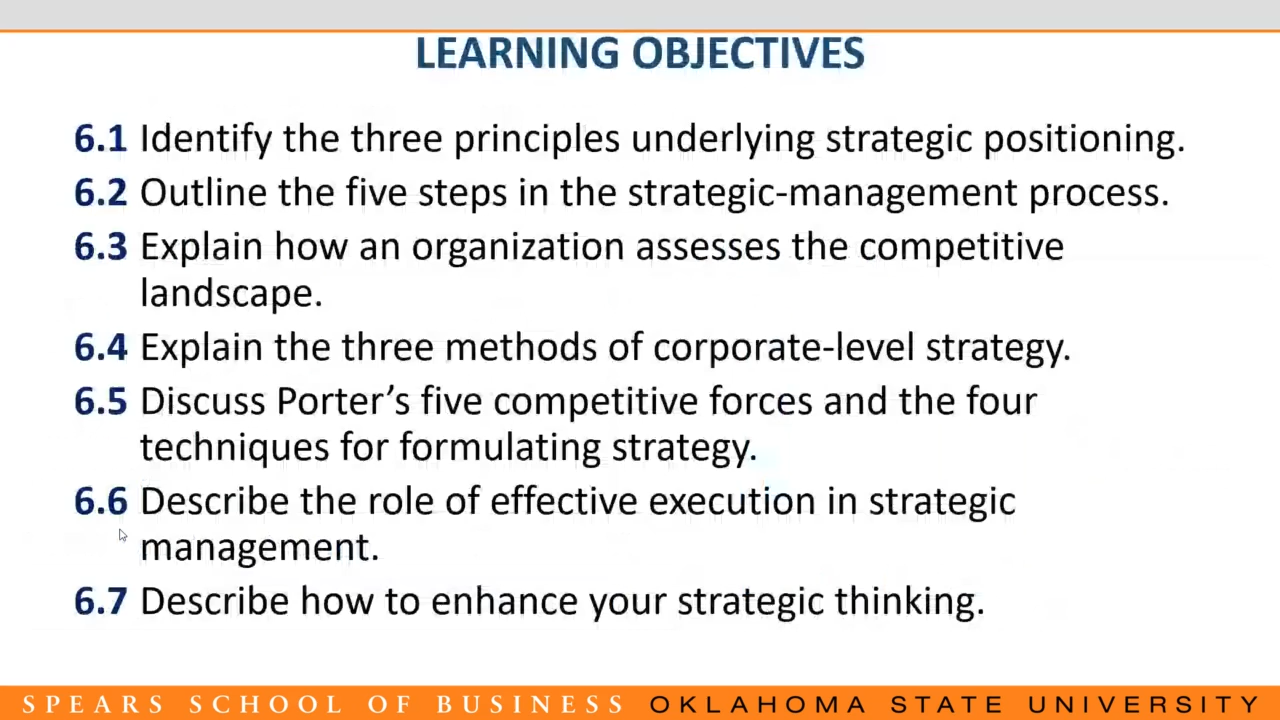 LEARNING OBJECTIVES
6.1 Identify the three principles underlying strategic positioning.
6.2 Outline the five steps in the strategic-management process.
6.3 Explain how an organization assesses the competitive
landscape.
6.4 Explain the three methods of corporate-level strategy.
6.5 Discuss Porter’s five competitive forces and the four
techniques for formulating strategy.
6.6 Describe the role of effective execution in strategic
management.
6.7 Describe how to enhance your strategic thinking.
SPEARS SCHOOL OF BUSINESS OKLAHOMA STATE UNIVERSITY